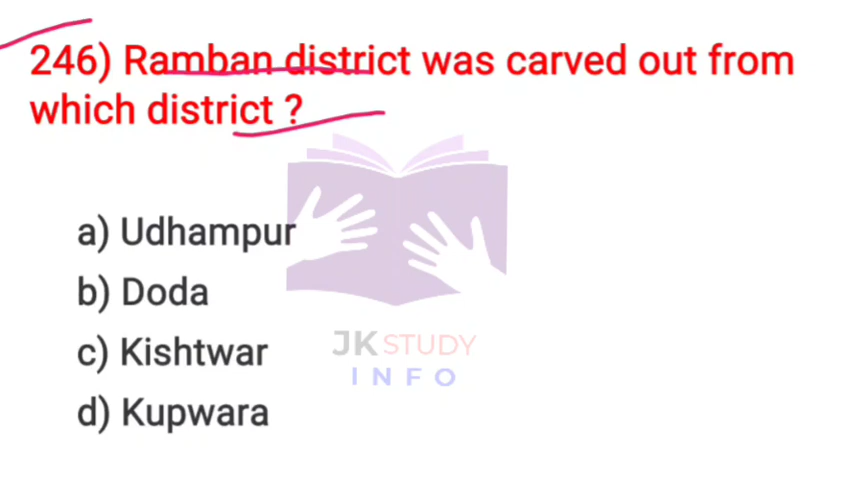 246) Ramban district was carved out from
which district ?
a) Udhampur
b) Doda
c) Kishtwar
d) Kupwara
JK STUDY
INFO